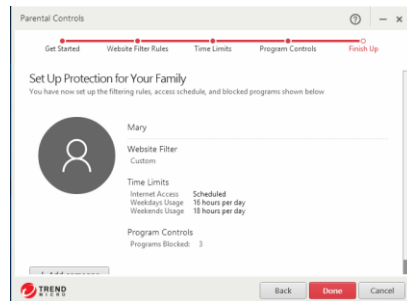 Parental Controls
Get Started Website Filter Rules Time Limits Program Controls Finish Up
Set Up Protection for Your Family
You have now set up the filtering rules, access schedule, and blocked programs shown below
Mary
Website Filter
Custom
Time Limits
Internet Access Scheduled
Weekdays Usage 16 hours per day
Weekends Usage 18 hours per day
Program Controls
Programs Blocked: 3
+ Add someone
TREND MICRO
Back Done Cancel